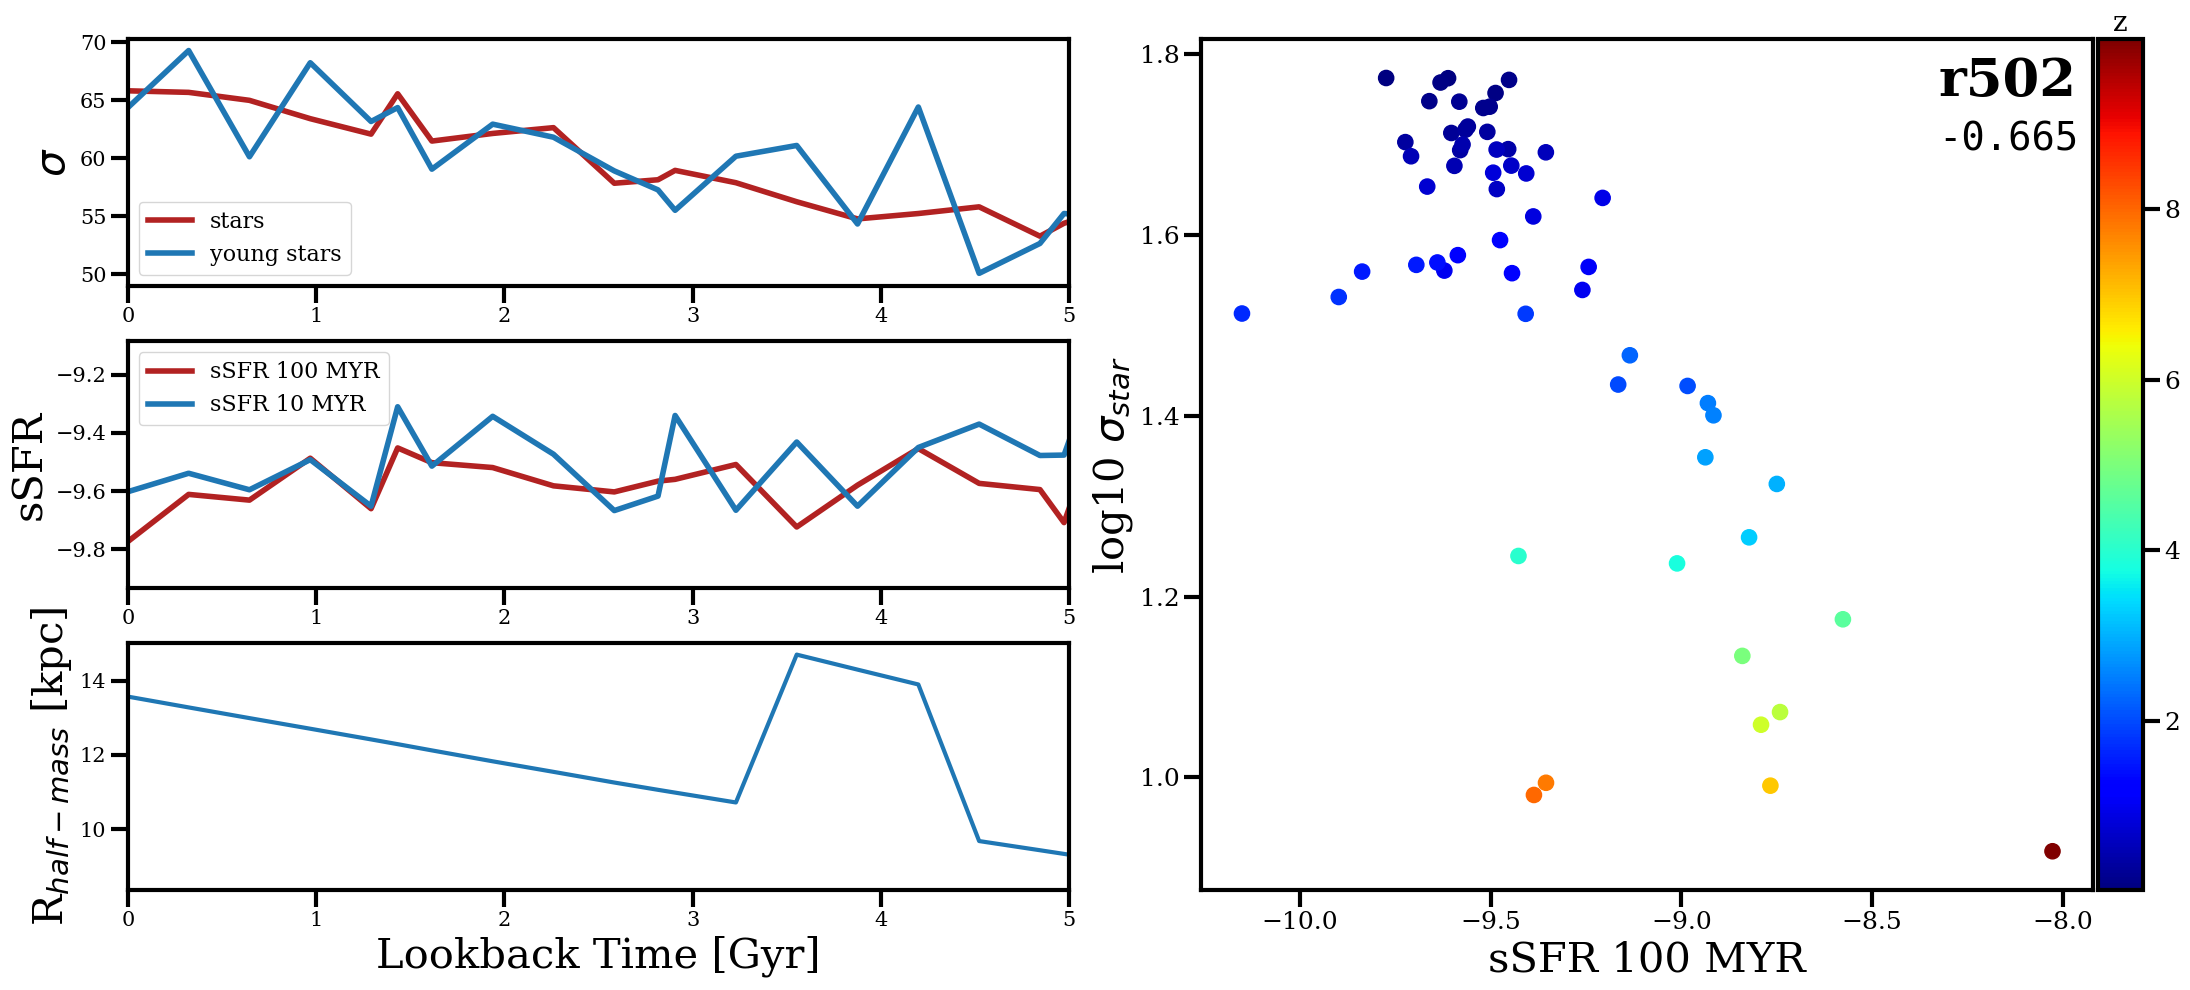 70
65
60
55
50
σ
stars
young stars
0 1 2 3 4 5
−9.2
−9.4
−9.6
−9.8
sSFR
sSFR 100 MYR
sSFR 10 MYR
0 1 2 3 4 5
14
12
10
R_{half−mass} [kpc]
0 1 2 3 4 5
Lookback Time [Gyr]
1.8
1.6
1.4
1.2
1.0
log10 σ_{star}
r502
-0.665
−10.0 −9.5 −9.0 −8.5 −8.0
sSFR 100 MYR
z
8
6
4
2